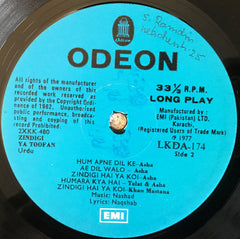 ODEON
All rights of the manufacturer
and of the owners of this
recorded work reserved as
provided by the Copyright Ordi-
nance of 1962. Unauthorised
public performance, broad-
casting and copying of this
record prohibited.
2XKK-480
ZINDIGI
YA TOOFAN
Urdu
33⅓ R.P.M.
LONG PLAY
Manufactured by:
EMI (Pakistan) LTD.
Karachi.
(Registered Users of Trade Mark)
℗ 1977
LKDA-174
Side 2
HUM APNE DIL KE-Asha
AE DIL WALO - Asha
ZINDIGI HAI YA KOI-Asha
HUMARA KYA HAI - Talat & Asha
ZINDIGI HAI YA KOI-Khan Mastana
Music: Nashad
Lyrics: Naqshab
EMI